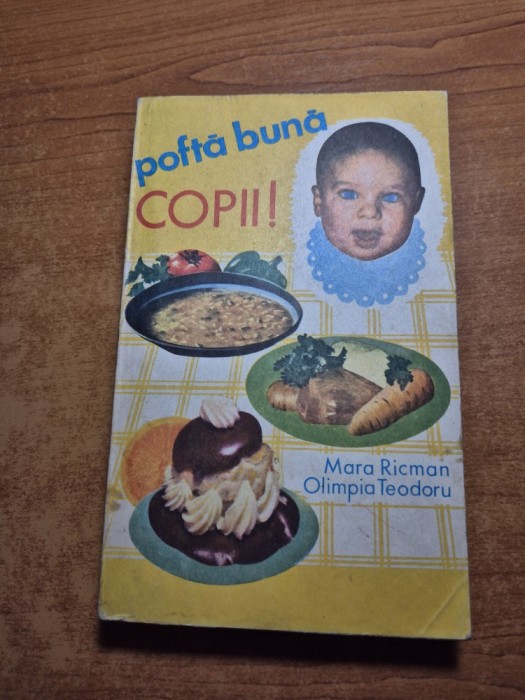 poftă bună
COPII!
Mara Ricman
Olimpia Teodoru